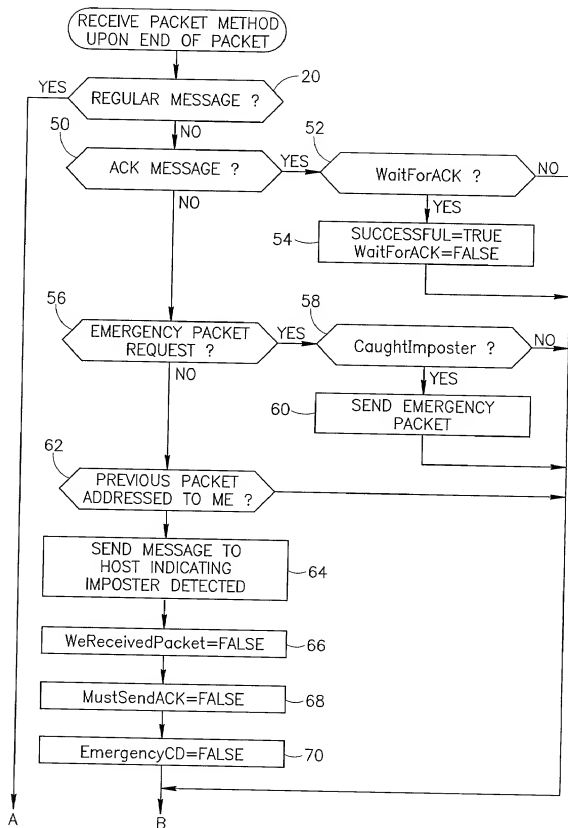 RECEIVE PACKET METHOD
UPON END OF PACKET
20
YES
REGULAR MESSAGE ?
NO
50
52
ACK MESSAGE ?
YES
WaitForACK ?
NO
NO
YES
54
SUCCESSFUL=TRUE
WaitForACK=FALSE
56
58
EMERGENCY PACKET
REQUEST ?
YES
CaughtImposter ?
NO
NO
YES
60
SEND EMERGENCY
PACKET
62
PREVIOUS PACKET
ADDRESSED TO ME ?
SEND MESSAGE TO
HOST INDICATING
IMPOSTER DETECTED
64
WeReceivedPacket=FALSE
66
MustSendACK=FALSE
68
EmergencyCD=FALSE
70
A
B